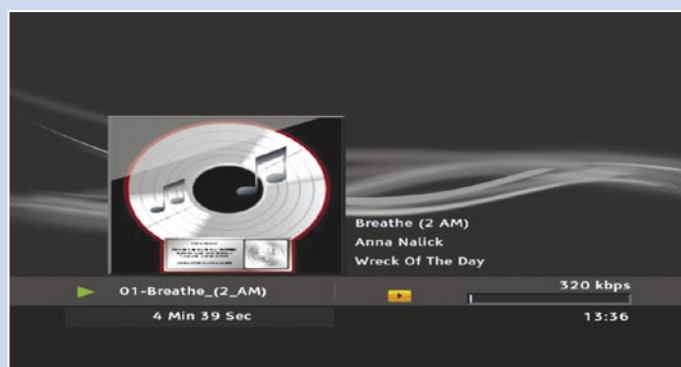 Breathe (2 AM)
Anna Nalick
Wreck Of The Day
01-Breathe_(2_AM)
320 kbps
4 Min 39 Sec
13:36